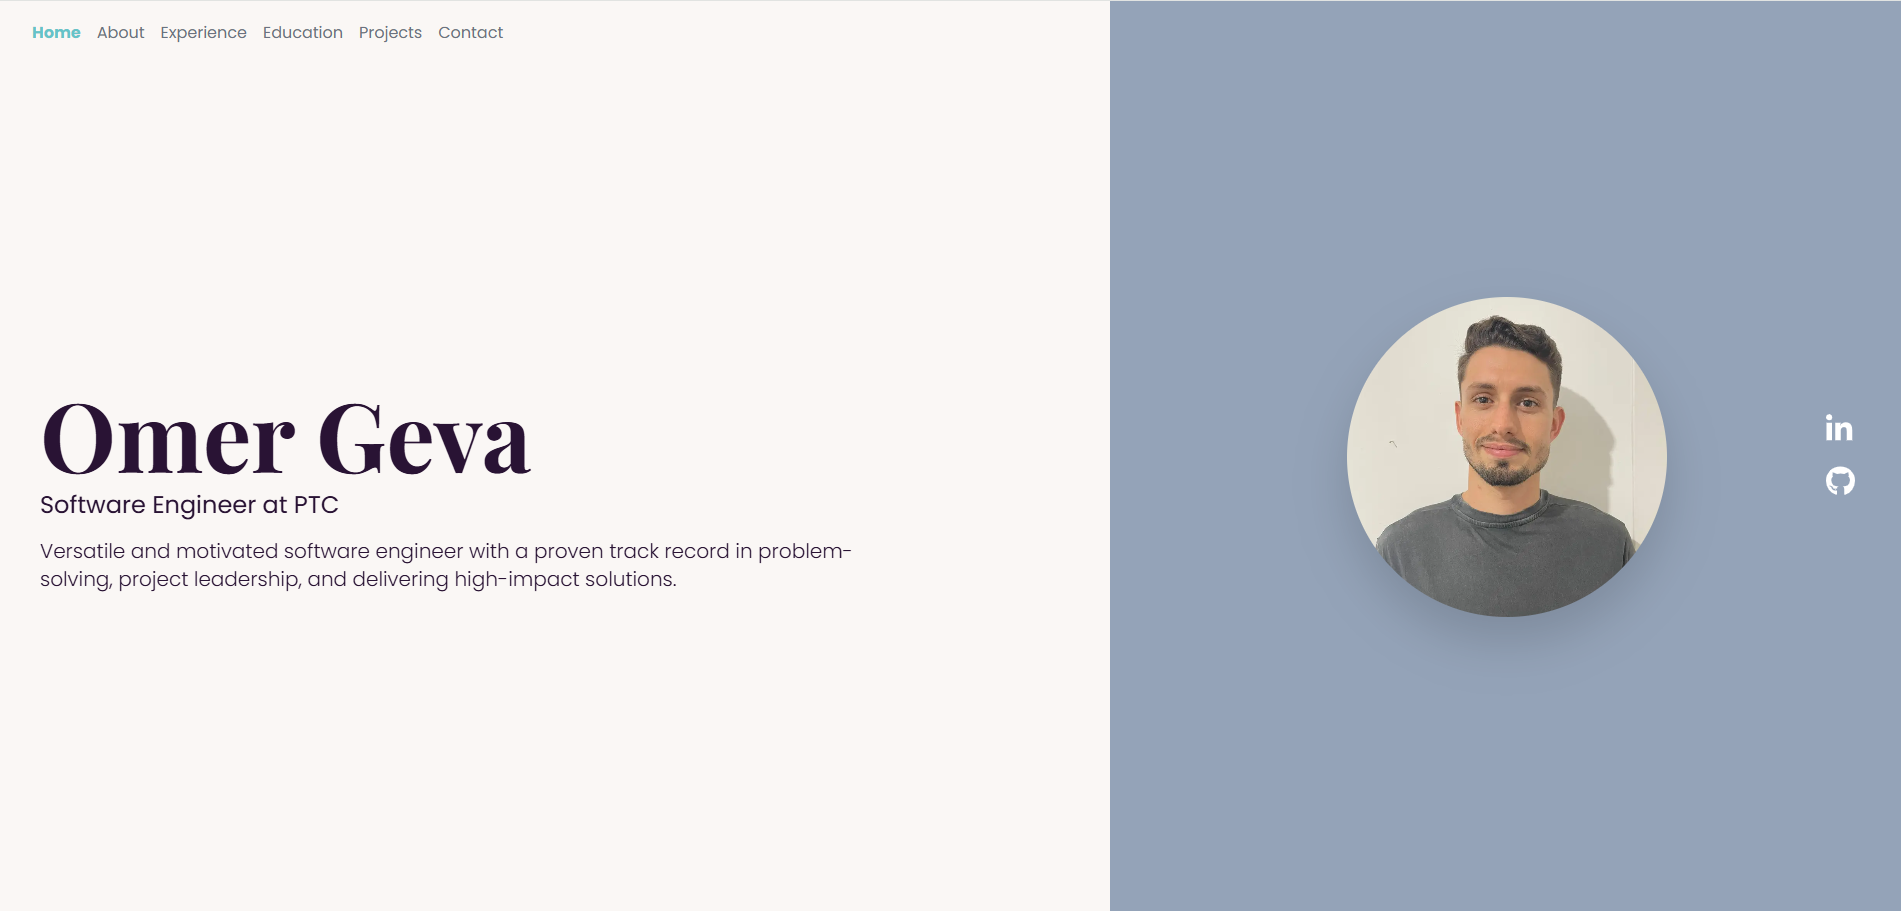 Home About Experience Education Projects Contact
Omer Geva
Software Engineer at PTC
Versatile and motivated software engineer with a proven track record in problem-
solving, project leadership, and delivering high-impact solutions.
in